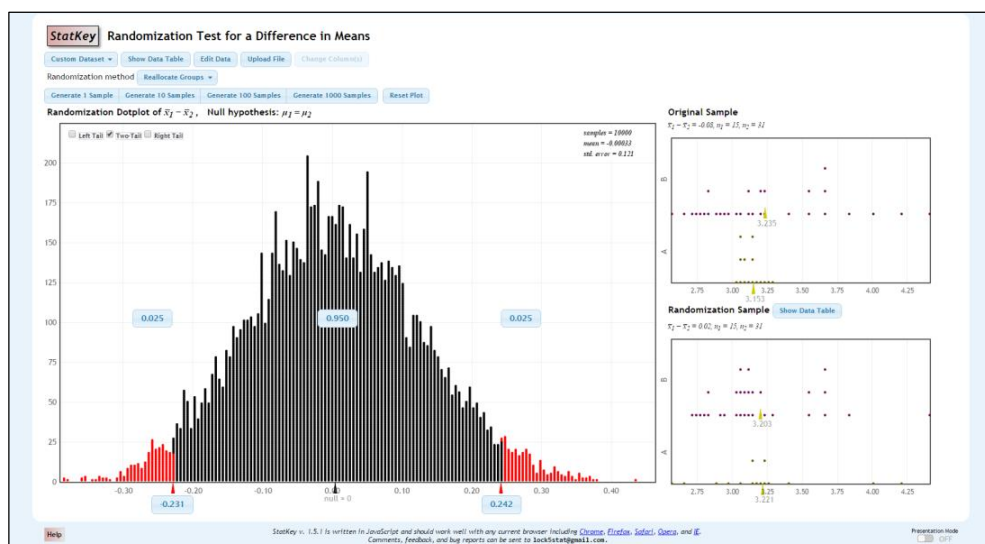 StatKey Randomization Test for a Difference in Means
Custom Dataset Show Data Table Edit Data Upload File Change Column(s)
Randomization method Reallocate Groups
Generate 1 Sample Generate 10 Samples Generate 100 Samples Generate 1000 Samples Reset Plot
Randomization Dotplot of x̄₁ − x̄₂ , Null hypothesis: μ₁ = μ₂
Left Tail Two-Tail Right Tail
samples = 10000
mean = -0.00033
std. error = 0.121
200
175
150
125
100
75
50
25
0
0.025 0.950 0.025
-0.30 -0.20 -0.10 0.00 0.10 0.20 0.30 0.40
null = 0
-0.231 0.242
Original Sample
x̄₁ − x̄₂ = -0.08, n₁ = 15, n₂ = 31
B
3.235
A
2.75 3.00 3.25 3.50 3.75 4.00 4.25
3.153
Randomization Sample Show Data Table
x̄₁ − x̄₂ = 0.02, n₁ = 15, n₂ = 31
B
3.203
A
2.75 3.00 3.25 3.50 3.75 4.00 4.25
3.221
Help
StatKey v. 1.5.1 is written in JavaScript and should work well with any current browser including Chrome, Firefox, Safari, Opera, and IE.
Comments, feedback, and bug reports can be sent to lock5stat@gmail.com.
Presentation Mode
OFF